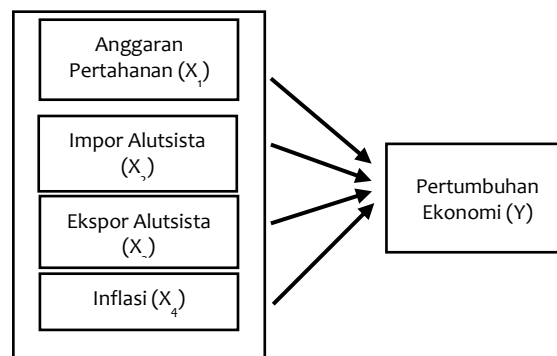 Anggaran
Pertahanan (X₁)
Impor Alutsista
(X₂)
Ekspor Alutsista
(X₃)
Inflasi (X₄)
Pertumbuhan
Ekonomi (Y)